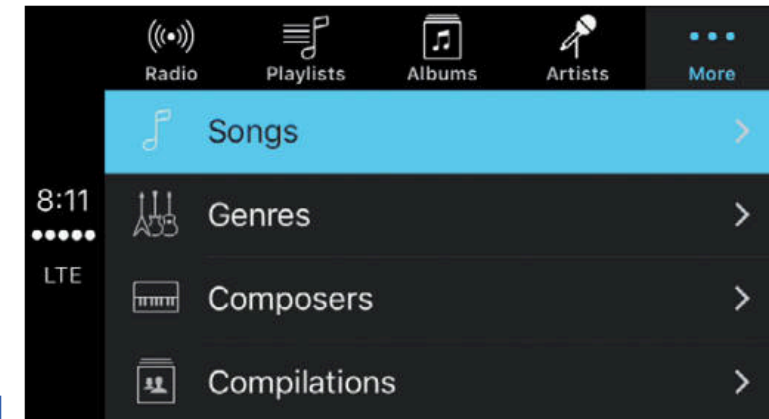 Radio Playlists Albums Artists More
Songs
8:11
Genres
LTE
Composers
Compilations